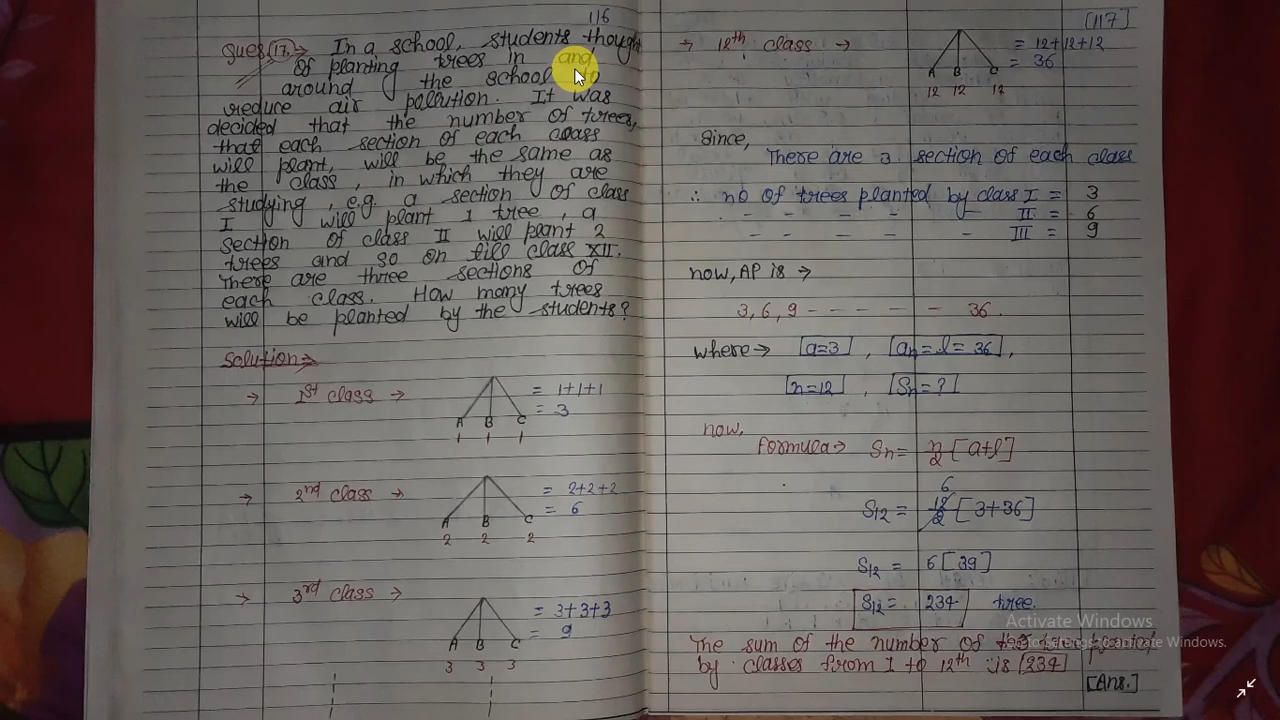 116
Ques (17.) → In a school, students thought
of planting trees in and
around the school to
reduce air pollution. It was
decided that the number of trees,
that each section of each class
will plant, will be the same as
the class, in which they are
studying, e.g. a section of class
I will plant 1 tree, a
section of class II will plant 2
trees and so on till class XII.
There are three sections of
each class. How many trees
will be planted by the students?
Solution→
→ 1st class →
= 1+1+1
= 3
A B C
1 1 1
→ 2nd class →
= 2+2+2
= 6
A B C
2 2 2
→ 3rd class →
= 3+3+3
= 9
A B C
3 3 3
[117]
→ 12th class →
= 12+12+12
= 36
A B C
12 12 12
Since,
There are 3 section of each class
∴ no of trees planted by class I = 3
- - - - - II = 6
- - - - - III = 9
now, AP is →
3, 6, 9 - - - - - - 36.
where → [a=3] , [an = l = 36],
[n=12] , [Sn = ?]
now,
Formula→ Sn = n/2 [a+l]
6
S12 = 12/2 [3+36]
S12 = 6[39]
S12 = 234 tree.
Activate Windows
The sum of the number of
by classes from I to 12th is [234]
[Ans.]